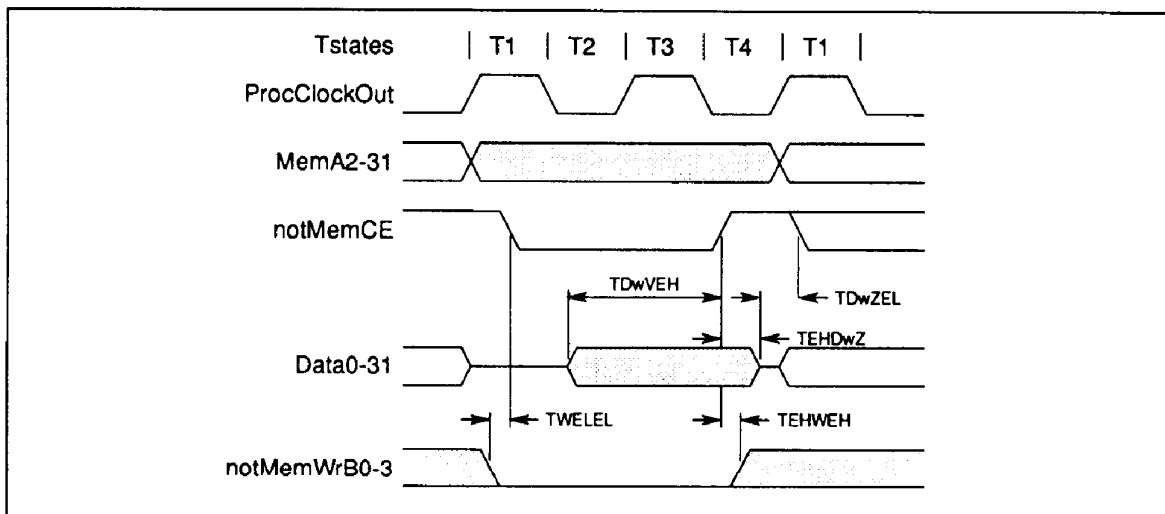 Tstates | T1 | T2 | T3 | T4 | T1 |
ProcClockOut
MemA2-31
notMemCE
TDwVEH
TDwZEL
TEHDwZ
Data0-31
TWELEL
TEHWEH
notMemWrB0-3